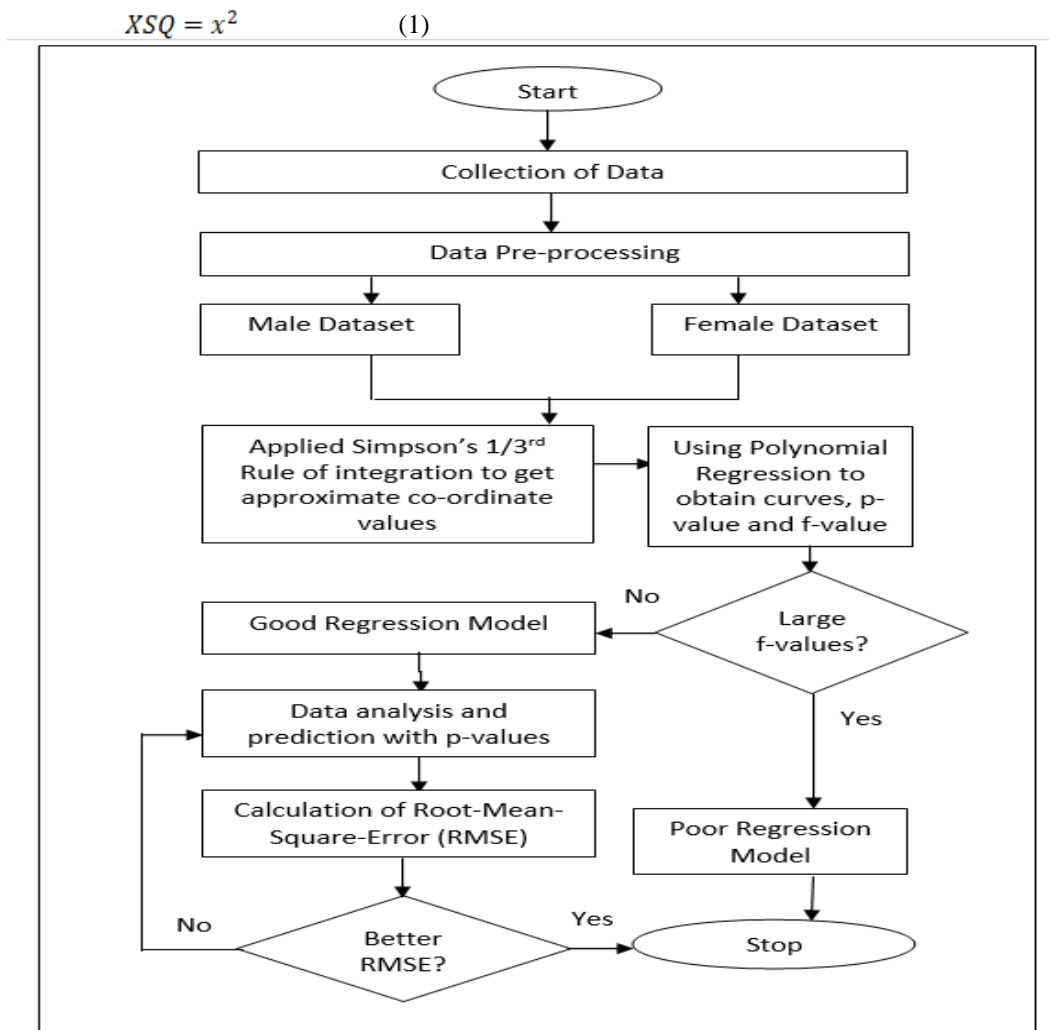 XSQ = x² (1)
Start
Collection of Data
Data Pre-processing
Male Dataset
Female Dataset
Applied Simpson's 1/3rd
Rule of integration to get
approximate co-ordinate
values
Using Polynomial
Regression to
obtain curves, p-
value and f-value
Large
f-values?
No
Good Regression Model
Yes
Data analysis and
prediction with p-values
Calculation of Root-Mean-
Square-Error (RMSE)
Poor Regression
Model
Better
RMSE?
No
Yes
Stop